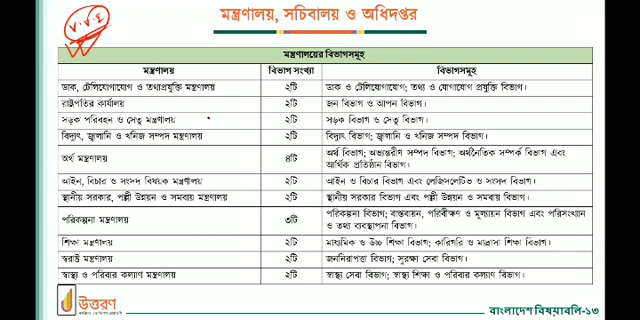 V.V.I
মন্ত্রণালয়, সচিবালয় ও অধিদপ্তর
মন্ত্রণালয়ের বিভাগসমূহ
মন্ত্রণালয় বিভাগ সংখ্যা বিভাগসমূহ
ডাক, টেলিযোগাযোগ ও তথ্যপ্রযুক্তি মন্ত্রণালয় ২টি ডাক ও টেলিযোগাযোগ; তথ্য ও যোগাযোগ প্রযুক্তি বিভাগ।
রাষ্ট্রপতির কার্যালয় ২টি জন বিভাগ ও আপন বিভাগ।
সড়ক পরিবহন ও সেতু মন্ত্রণালয় ২টি সড়ক বিভাগ ও সেতু বিভাগ।
বিদ্যুৎ, জ্বালানি ও খনিজ সম্পদ মন্ত্রণালয় ২টি বিদ্যুৎ বিভাগ; জ্বালানি ও খনিজ সম্পদ বিভাগ।
অর্থ মন্ত্রণালয় ৪টি অর্থ বিভাগ; অভ্যন্তরীণ সম্পদ বিভাগ; অর্থনৈতিক সম্পর্ক বিভাগ এবং
আর্থিক প্রতিষ্ঠান বিভাগ।
আইন, বিচার ও সংসদ বিষয়ক মন্ত্রণালয় ২টি আইন ও বিচার বিভাগ এবং লেজিসলেটিভ ও সংসদ বিভাগ।
স্থানীয় সরকার, পল্লী উন্নয়ন ও সমবায় মন্ত্রণালয় ২টি স্থানীয় সরকার বিভাগ এবং পল্লী উন্নয়ন ও সমবায় বিভাগ।
পরিকল্পনা মন্ত্রণালয় ৩টি পরিকল্পনা বিভাগ; বাস্তবায়ন, পরিবীক্ষণ ও মূল্যায়ন বিভাগ এবং পরিসংখ্যান
ও তথ্য ব্যবস্থাপনা বিভাগ।
শিক্ষা মন্ত্রণালয় ২টি মাধ্যমিক ও উচ্চ শিক্ষা বিভাগ; কারিগরি ও মাদ্রাসা শিক্ষা বিভাগ।
স্বরাষ্ট্র মন্ত্রণালয় ২টি জননিরাপত্তা বিভাগ; সুরক্ষা সেবা বিভাগ।
স্বাস্থ্য ও পরিবার কল্যাণ মন্ত্রণালয় ২টি স্বাস্থ্য সেবা বিভাগ; স্বাস্থ্য শিক্ষা ও পরিবার কল্যাণ বিভাগ।
উত্তরণ
বাংলাদেশ বিষয়াবলি-১৩